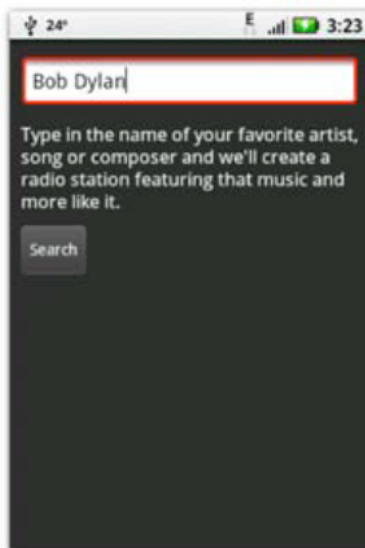 24° E 3:23
Bob Dylan
Type in the name of your favorite artist,
song or composer and we'll create a
radio station featuring that music and
more like it.
Search